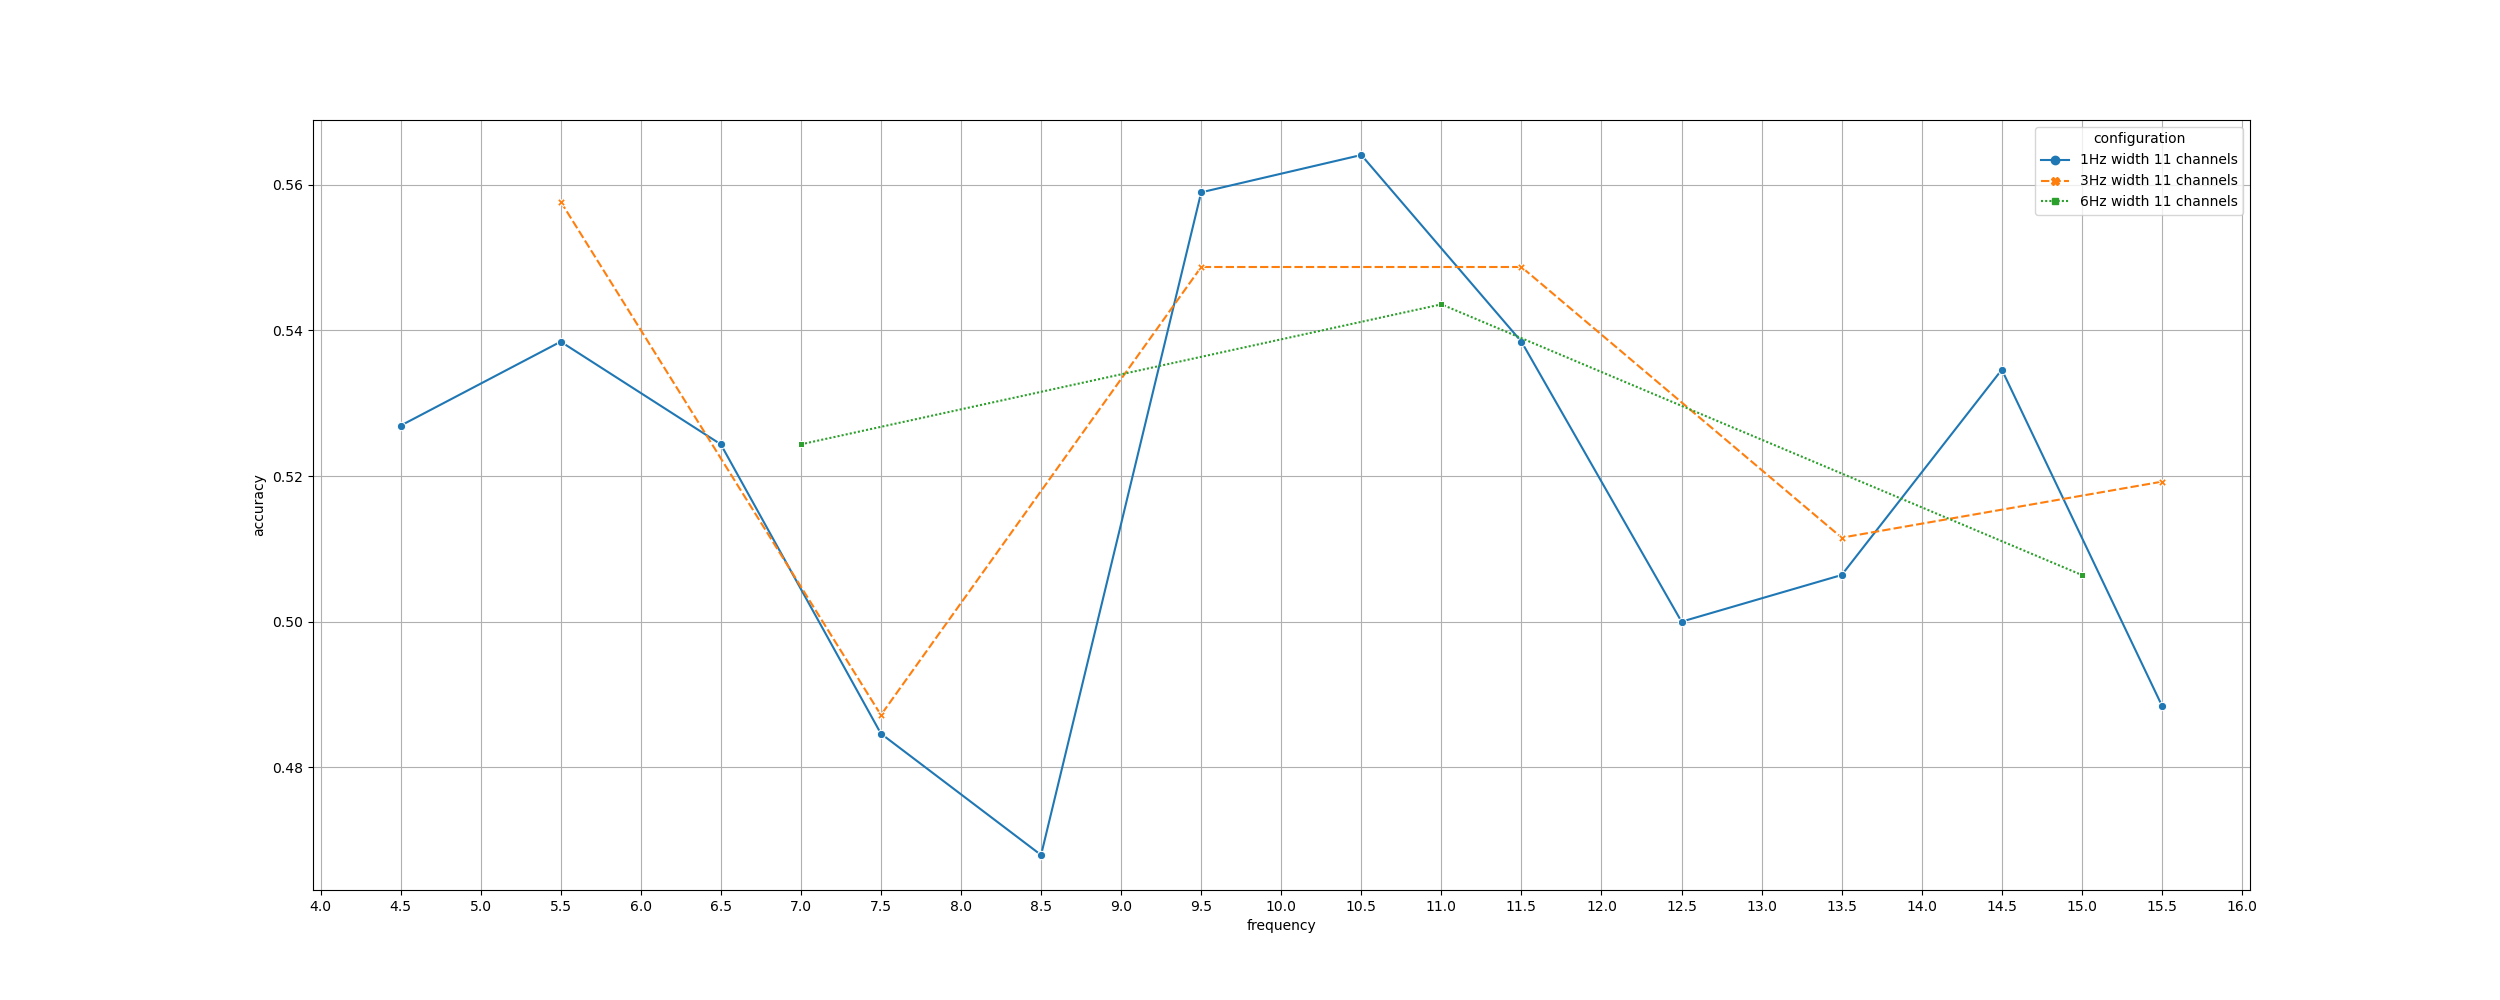 configuration
1Hz width 11 channels
3Hz width 11 channels
6Hz width 11 channels
0.56
0.54
0.52
0.50
0.48
accuracy
4.0 4.5 5.0 5.5 6.0 6.5 7.0 7.5 8.0 8.5 9.0 9.5 10.0 10.5 11.0 11.5 12.0 12.5 13.0 13.5 14.0 14.5 15.0 15.5 16.0
frequency